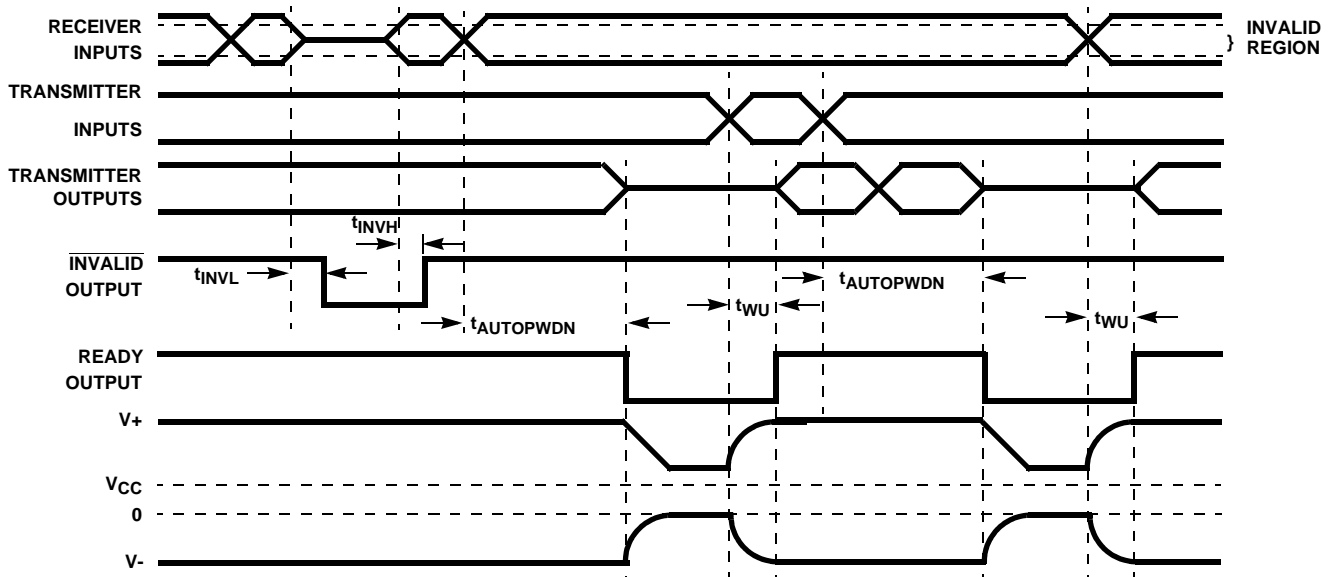 RECEIVER
INPUTS
} INVALID
REGION
TRANSMITTER
INPUTS
TRANSMITTER
OUTPUTS
tINVH
INVALID
OUTPUT
tINVL
tAUTOPWDN
tWU
tAUTOPWDN
tWU
READY
OUTPUT
V+
VCC
0
V-